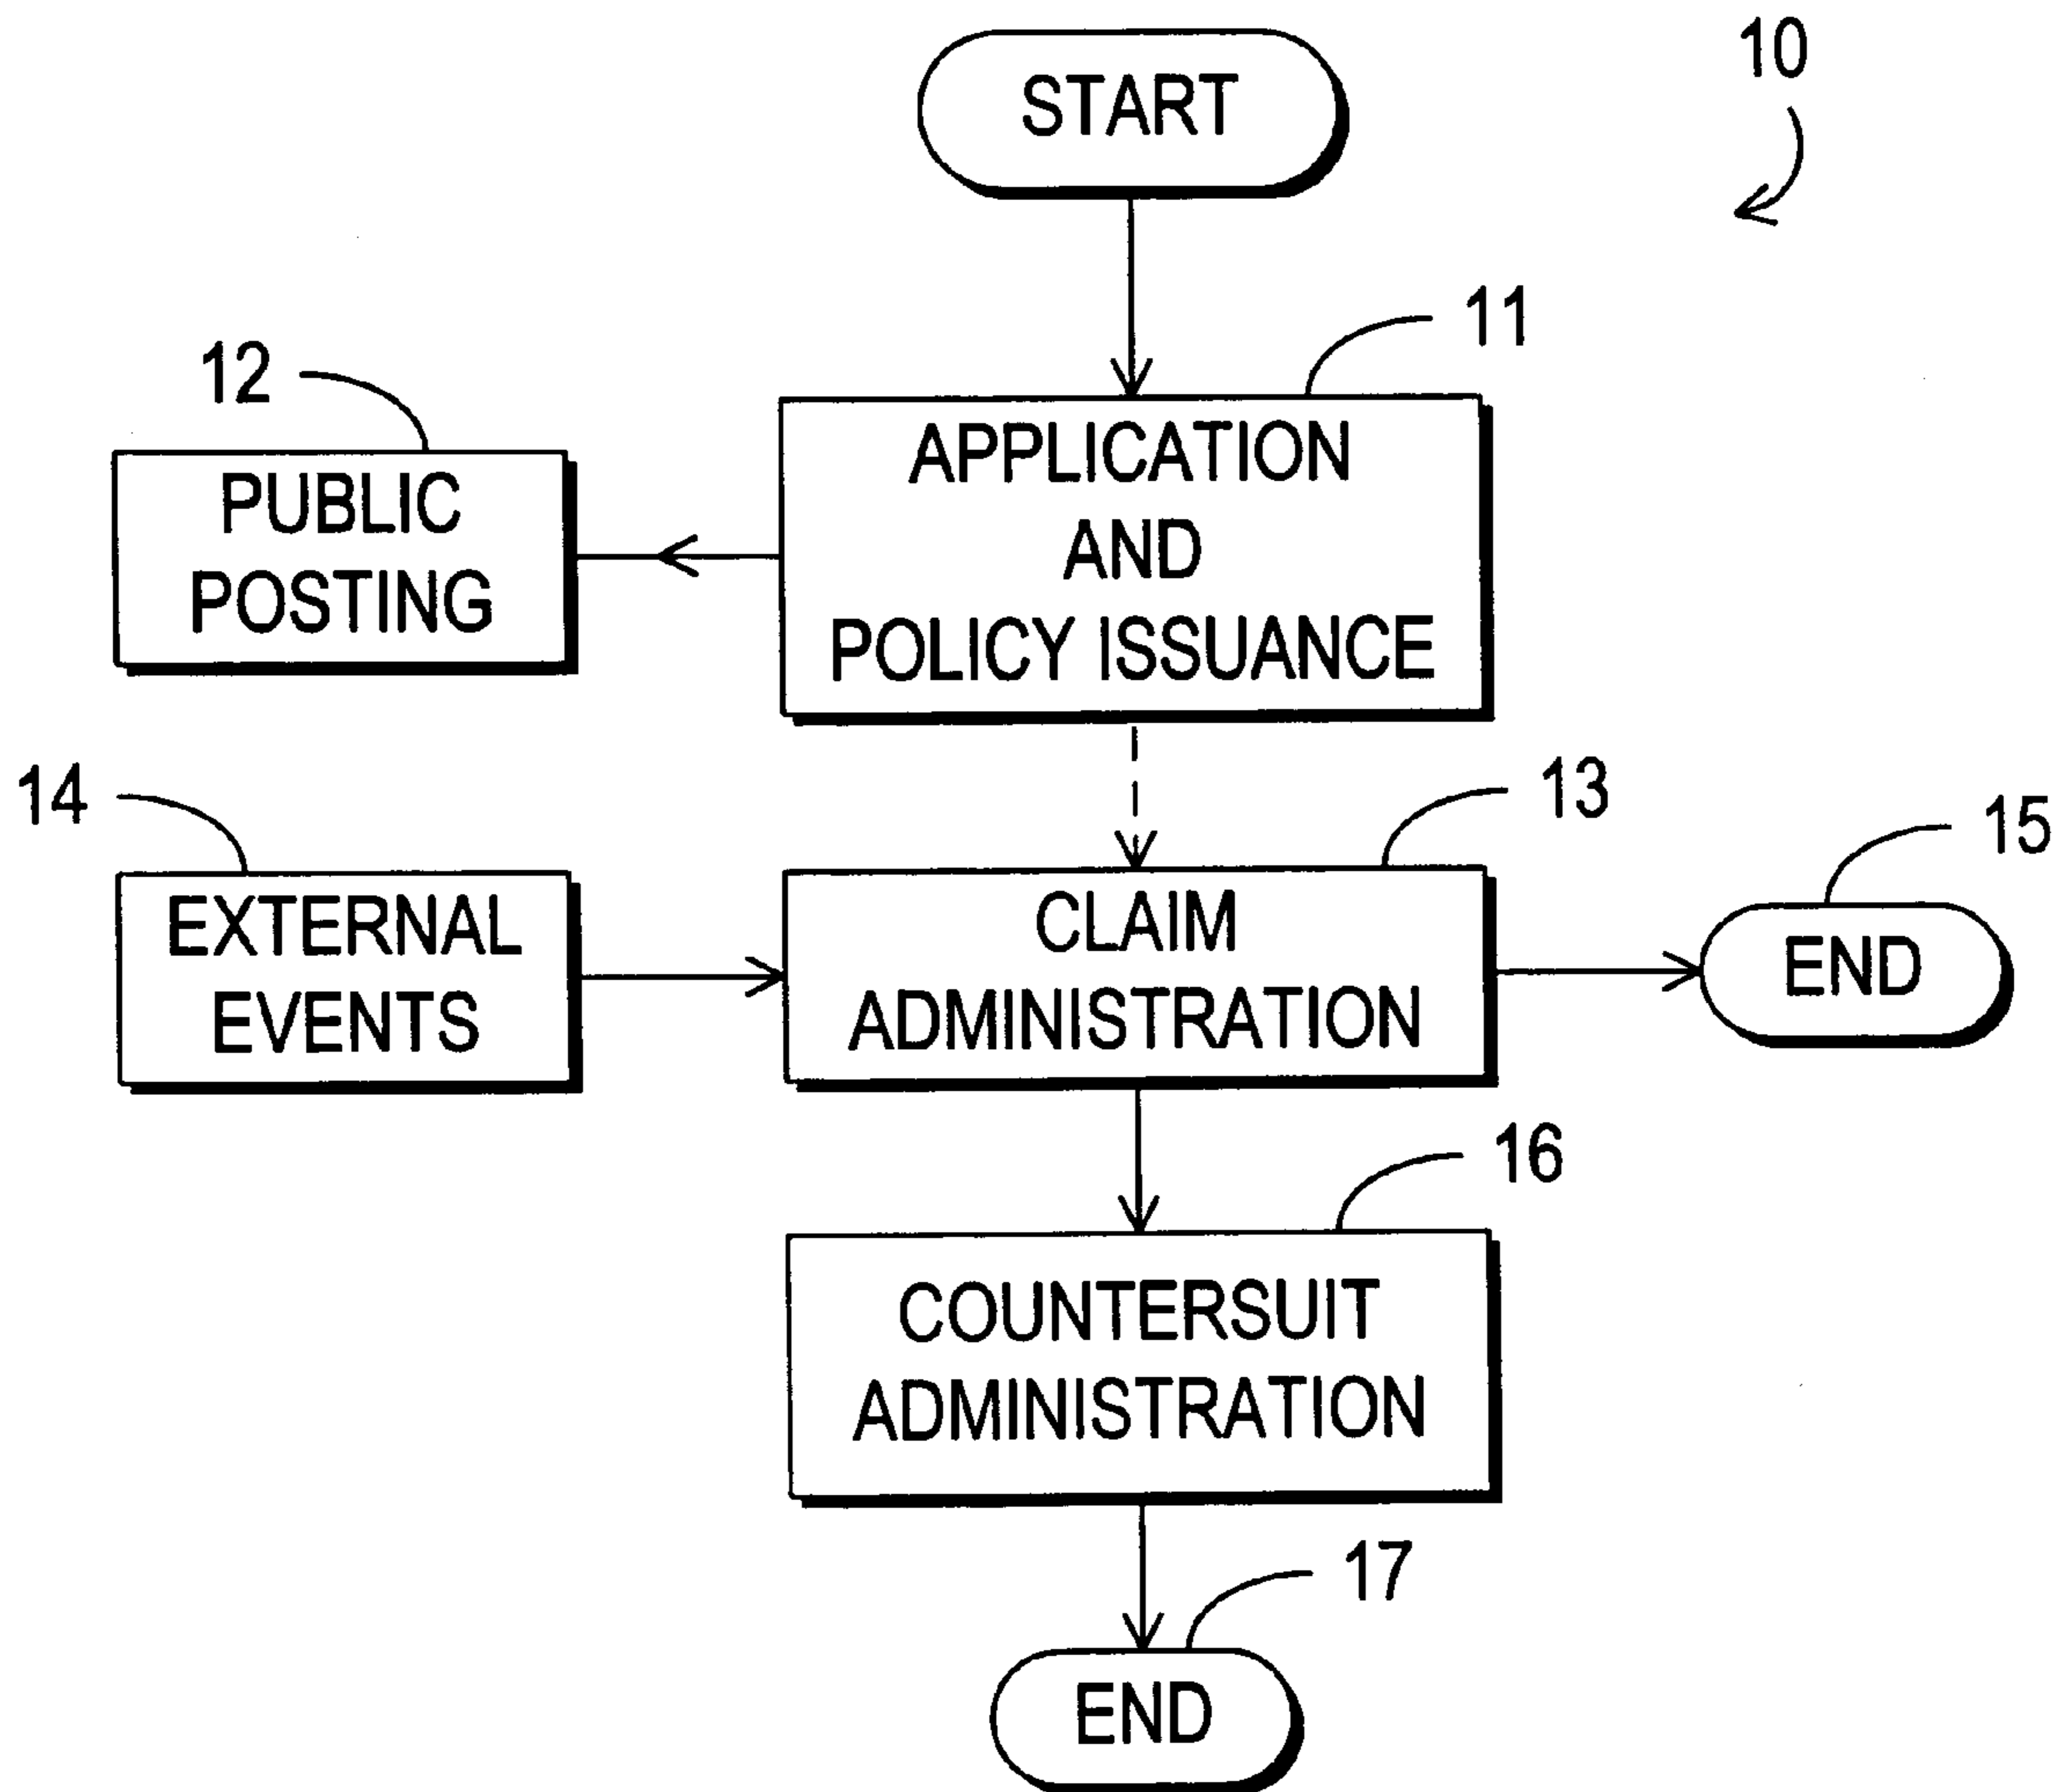 START
10
11
12
APPLICATION
AND
POLICY ISSUANCE
PUBLIC
POSTING
14
13
15
EXTERNAL
EVENTS
CLAIM
ADMINISTRATION
END
16
COUNTERSUIT
ADMINISTRATION
17
END